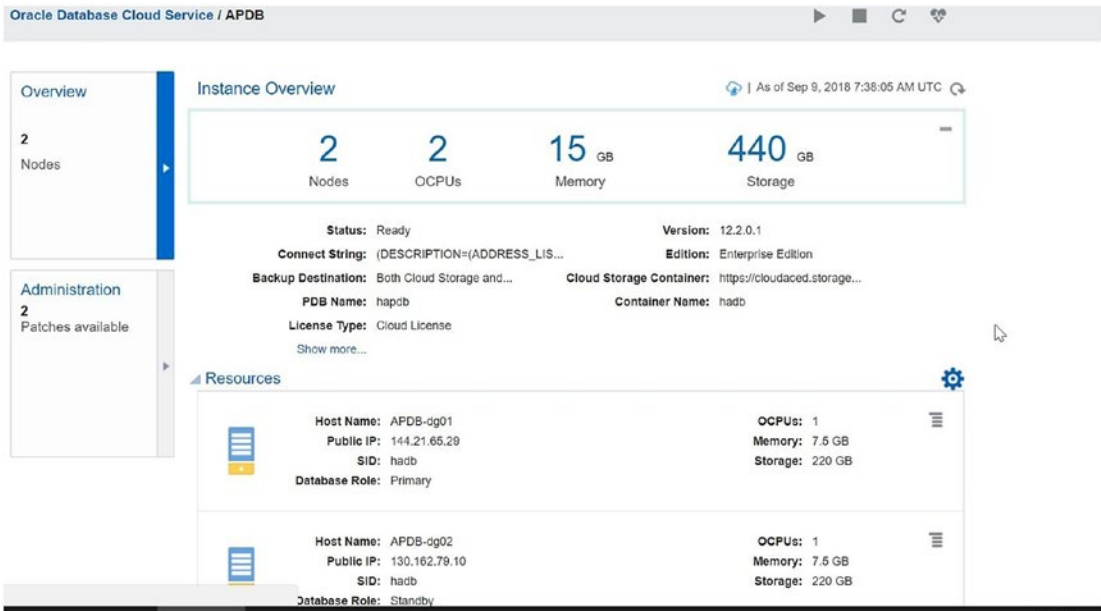 Oracle Database Cloud Service / APDB
Overview
2
Nodes
Administration
2
Patches available
Instance Overview
| As of Sep 9, 2018 7:38:05 AM UTC
2 2 15 GB 440 GB
Nodes OCPUs Memory Storage
Status: Ready Version: 12.2.0.1
Connect String: (DESCRIPTION=(ADDRESS_LIS... Edition: Enterprise Edition
Backup Destination: Both Cloud Storage and... Cloud Storage Container: https://cloudaced.storage...
PDB Name: hapdb Container Name: hadb
License Type: Cloud License
Show more...
Resources
Host Name: APDB-dg01 OCPUs: 1
Public IP: 144.21.65.29 Memory: 7.5 GB
SID: hadb Storage: 220 GB
Database Role: Primary
Host Name: APDB-dg02 OCPUs: 1
Public IP: 130.162.79.10 Memory: 7.5 GB
SID: hadb Storage: 220 GB
Database Role: Standby